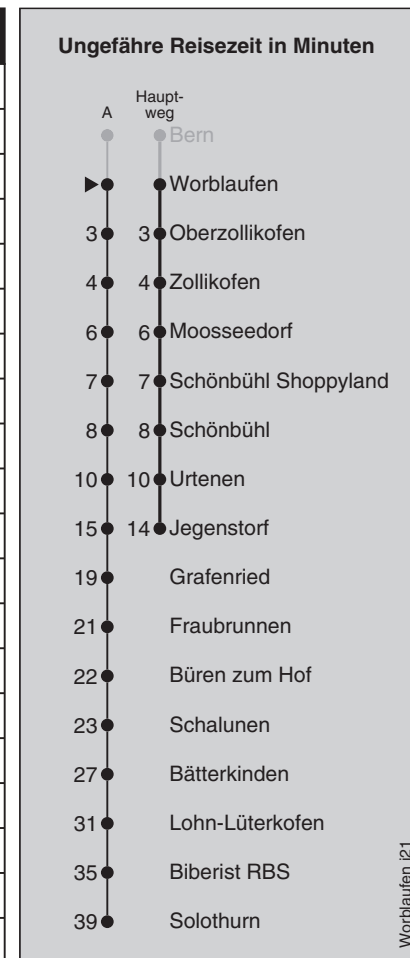 Ungefähre Reisezeit in Minuten
A
Haupt-
weg
Bern
Worblaufen
3 3 Oberzollikofen
4 4 Zollikofen
6 6 Moosseedorf
7 7 Schönbühl Shoppyland
8 8 Schönbühl
10 10 Urtenen
15 14 Jegenstorf
19 Grafenried
21 Fraubrunnen
22 Büren zum Hof
23 Schalunen
27 Bätterkinden
31 Lohn-Lüterkofen
35 Biberist RBS
39 Solothurn
Worblaufen j21